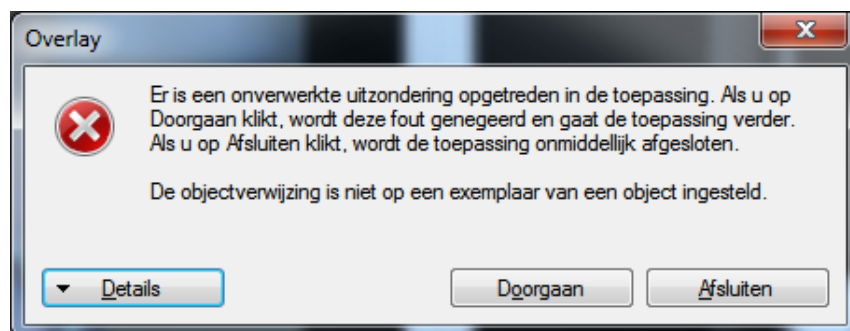 Overlay
Er is een onverwerkte uitzondering opgetreden in de toepassing. Als u op
Doorgaan klikt, wordt deze fout genegeerd en gaat de toepassing verder.
Als u op Afsluiten klikt, wordt de toepassing onmiddellijk afgesloten.
De objectverwijzing is niet op een exemplaar van een object ingesteld.
Details
Doorgaan
Afsluiten